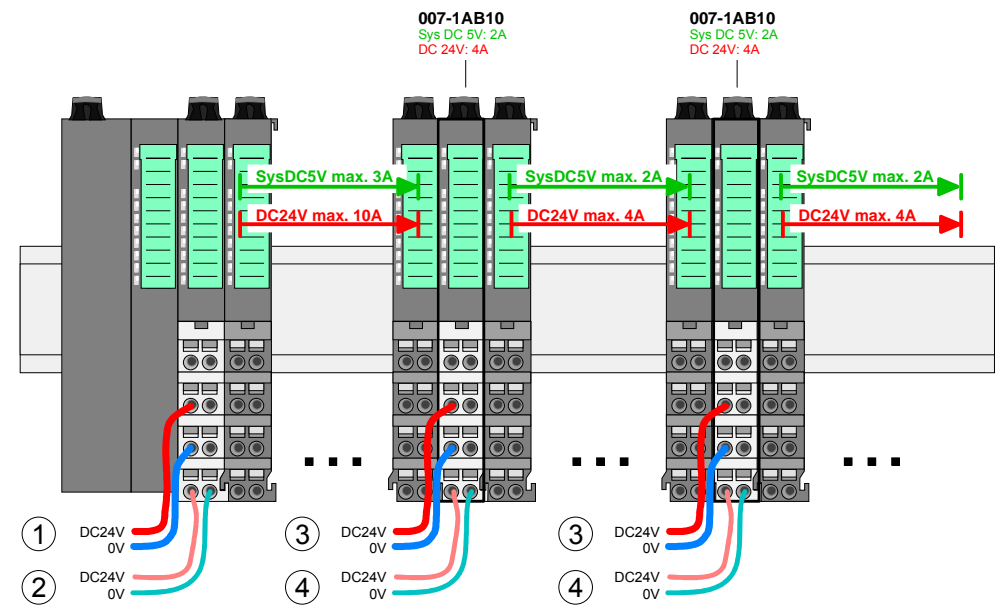 007-1AB10
Sys DC 5V: 2A
DC 24V: 4A
007-1AB10
Sys DC 5V: 2A
DC 24V: 4A
SysDC5V max. 3A
SysDC5V max. 2A
SysDC5V max. 2A
DC24V max. 10A
DC24V max. 4A
DC24V max. 4A
1
DC24V
0V
3
DC24V
0V
3
DC24V
0V
2
DC24V
0V
4
DC24V
0V
4
DC24V
0V